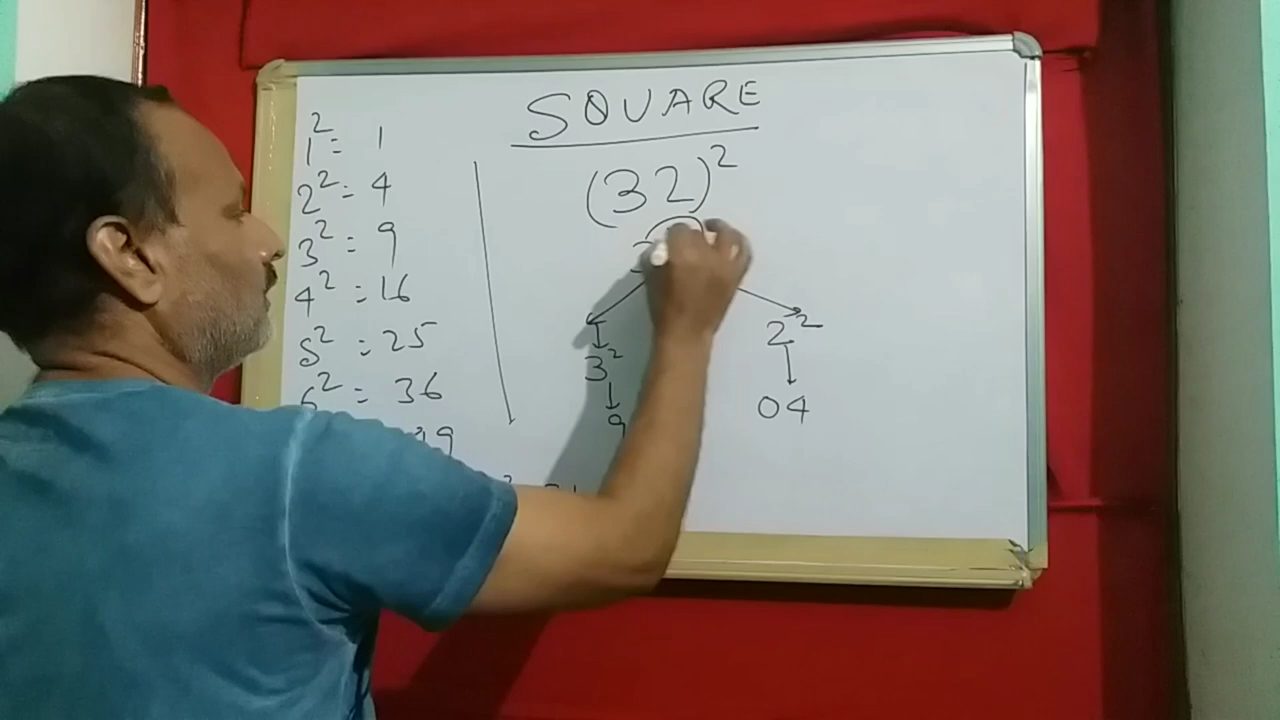 SQUARE
1² = 1
2² = 4
3² = 9
4² = 16
5² = 25
6² = 36
(32)²
3²
9
2²
04